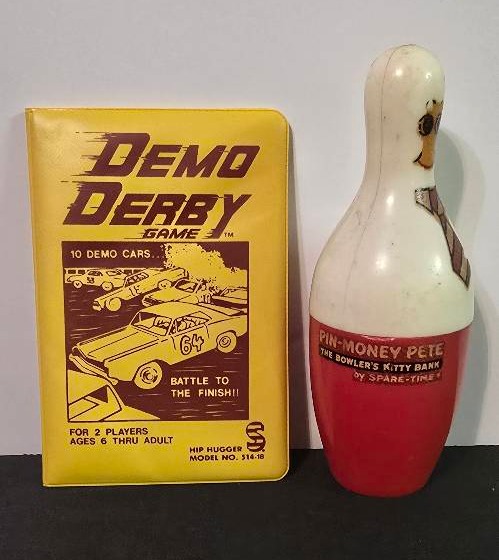 DEMO
DERBY
GAME TM
10 DEMO CARS...
64
BATTLE TO
THE FINISH!!
FOR 2 PLAYERS
AGES 6 THRU ADULT
HIP HUGGER
MODEL NO. 514-18
PIN-MONEY PETE
THE BOWLER'S KITTY BANK
by SPARE-TIME